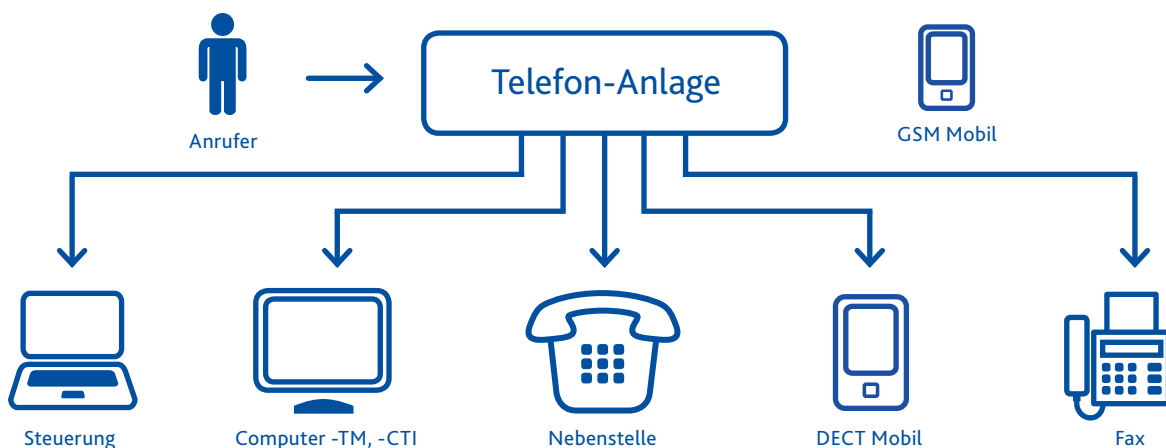 Telefon-Anlage
Anrufer
GSM Mobil
Steuerung
Computer -TM, -CTI
Nebenstelle
DECT Mobil
Fax